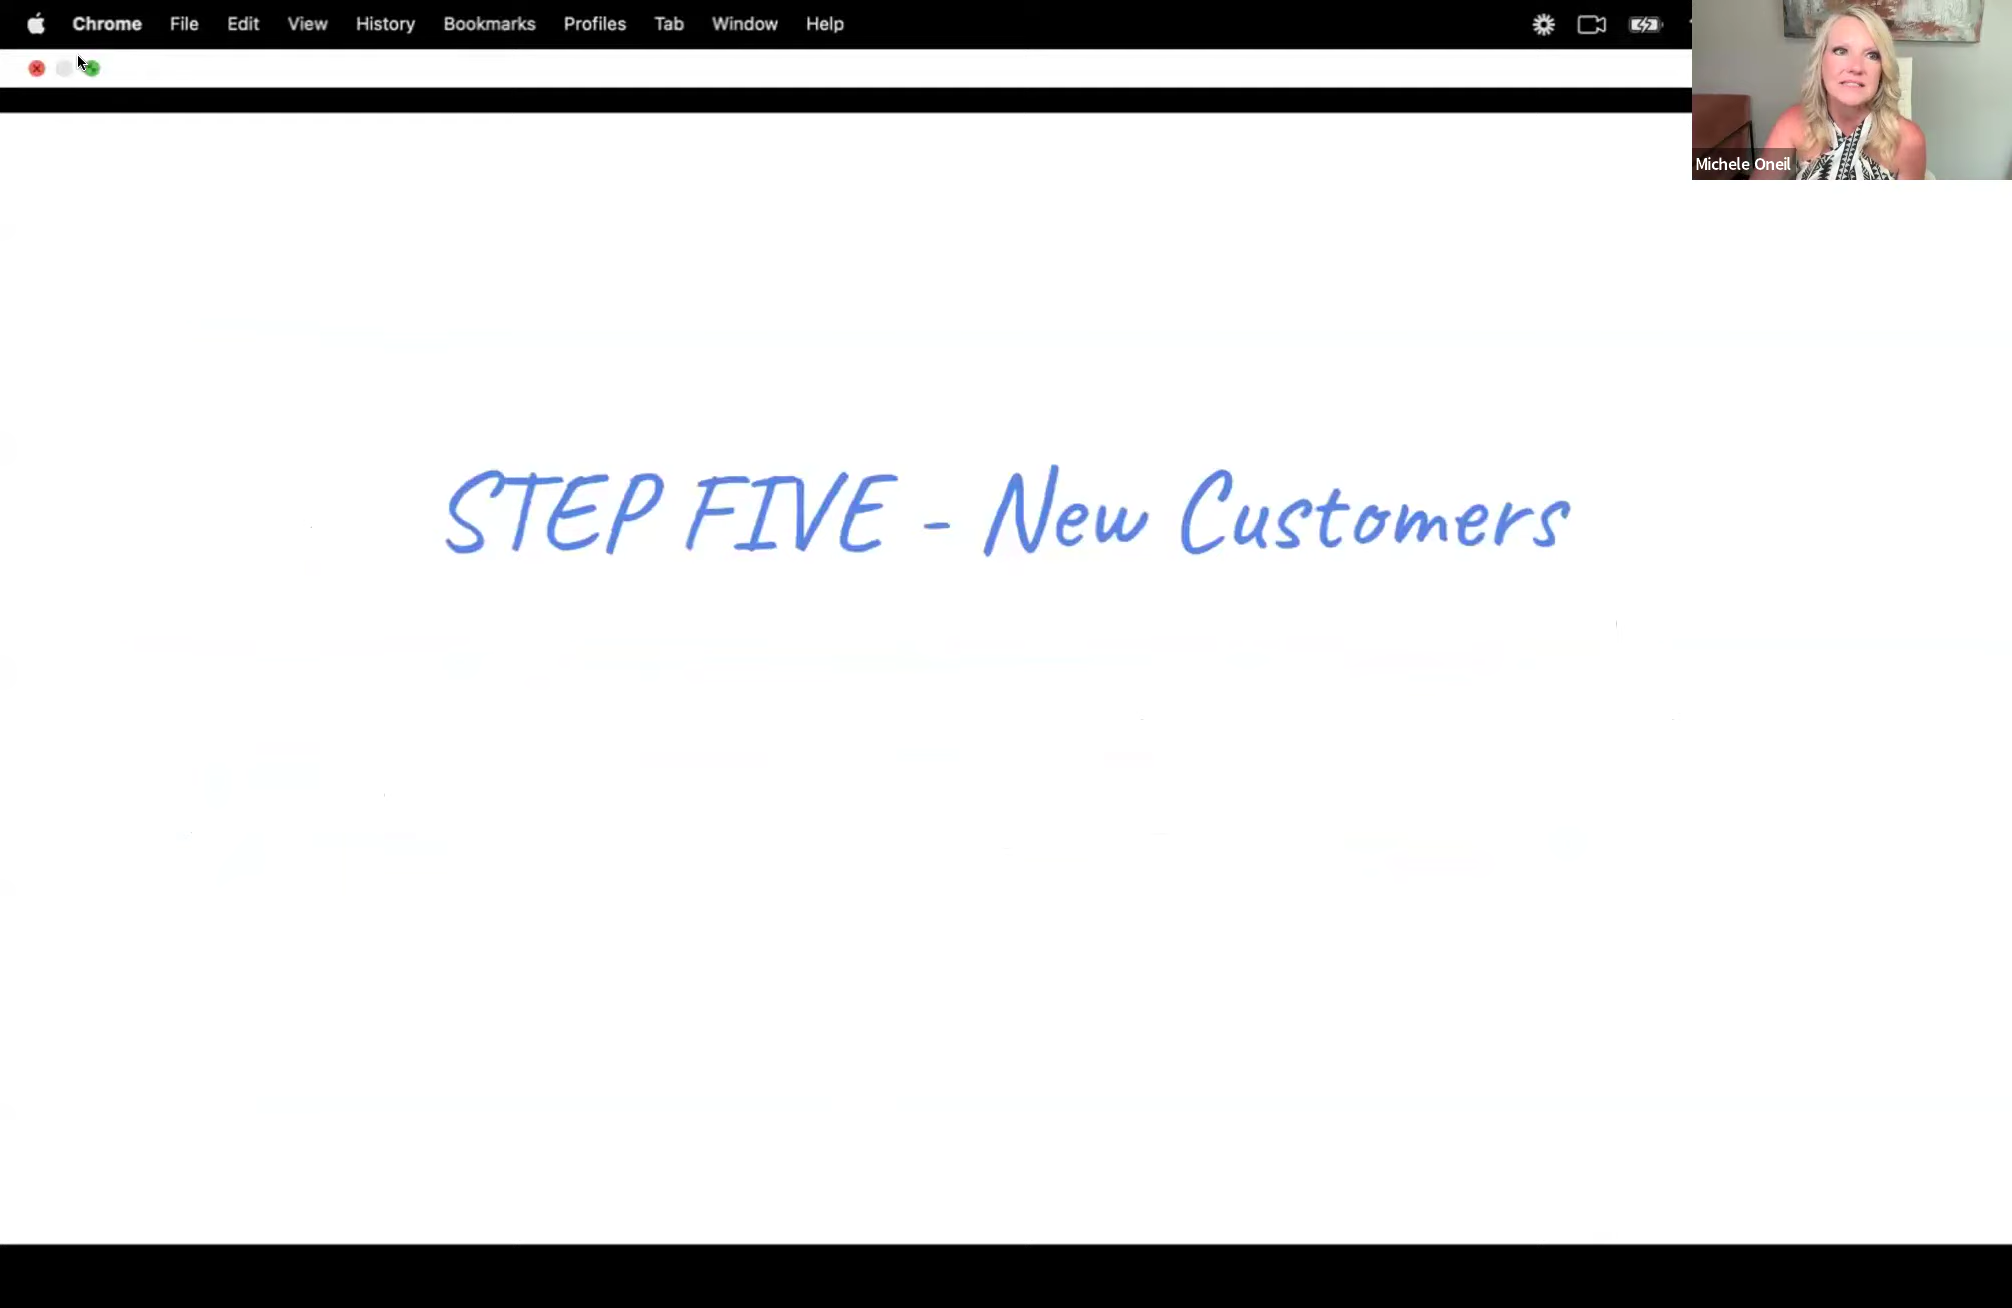 Chrome File Edit View History Bookmarks Profiles Tab Window Help
Michele Oneil
STEP FIVE - New Customers